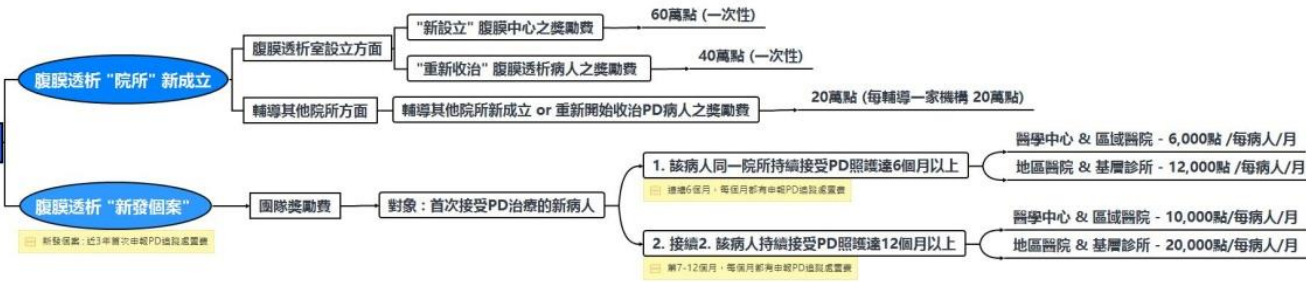 腹膜透析 "院所" 新成立
腹膜透析室設立方面
"新設立" 腹膜中心之獎勵費
60萬點 (一次性)
"重新收治" 腹膜透析病人之獎勵費
40萬點 (一次性)
輔導其他院所方面
輔導其他院所新成立 or 重新開始收治PD病人之獎勵費
20萬點 (每輔導一家機構 20萬點)
腹膜透析 "新發個案"
新發個案：近3年首次申報PD追蹤處置費
團隊獎勵費
對象：首次接受PD治療的新病人
1. 該病人同一院所持續接受PD照護達6個月以上
連續6個月，每個月都有申報PD追蹤處置費
醫學中心 & 區域醫院 - 6,000點 /每病人/月
地區醫院 & 基層診所 - 12,000點 /每病人/月
2. 接續2. 該病人持續接受PD照護達12個月以上
第7-12個月，每個月都有申報PD追蹤處置費
醫學中心 & 區域醫院 - 10,000點/每病人/月
地區醫院 & 基層診所 - 20,000點/每病人/月